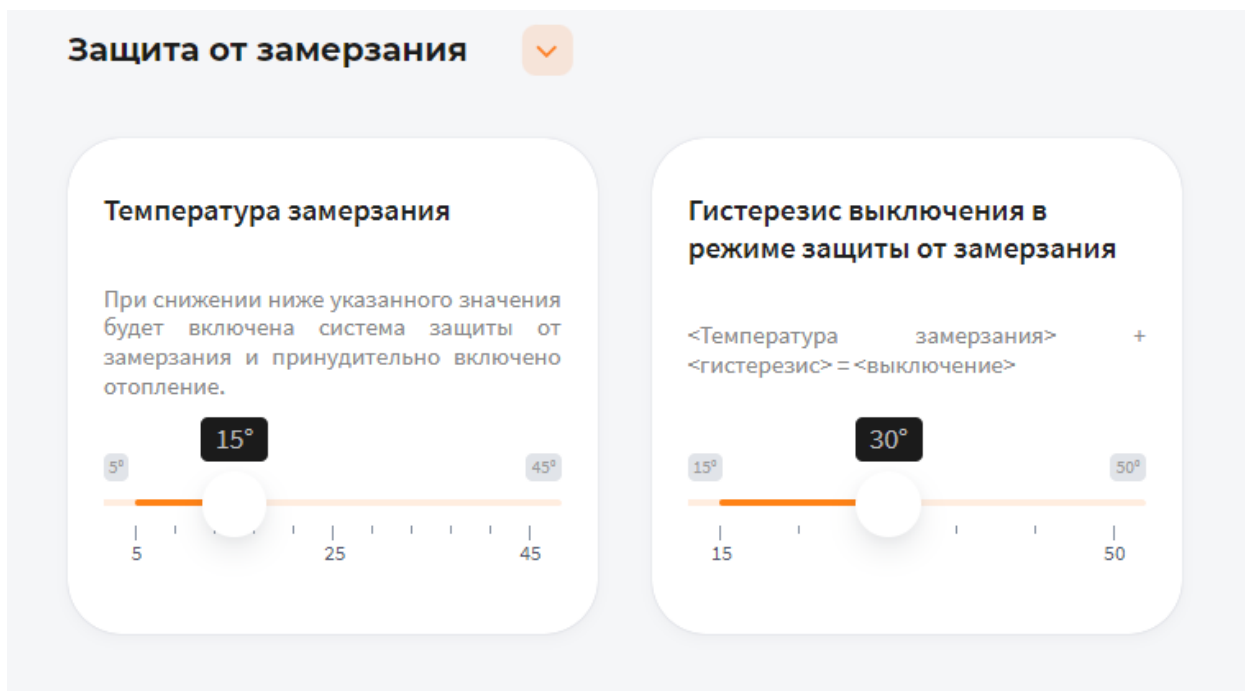 Защита от замерзания
Температура замерзания
При снижении ниже указанного значения
будет включена система защиты от
замерзания и принудительно включено
отопление.
15°
5°
45°
5
25
45
Гистерезис выключения в
режиме защиты от замерзания
<Температура замерзания> +
<гистерезис> = <выключение>
30°
15°
50°
15
50